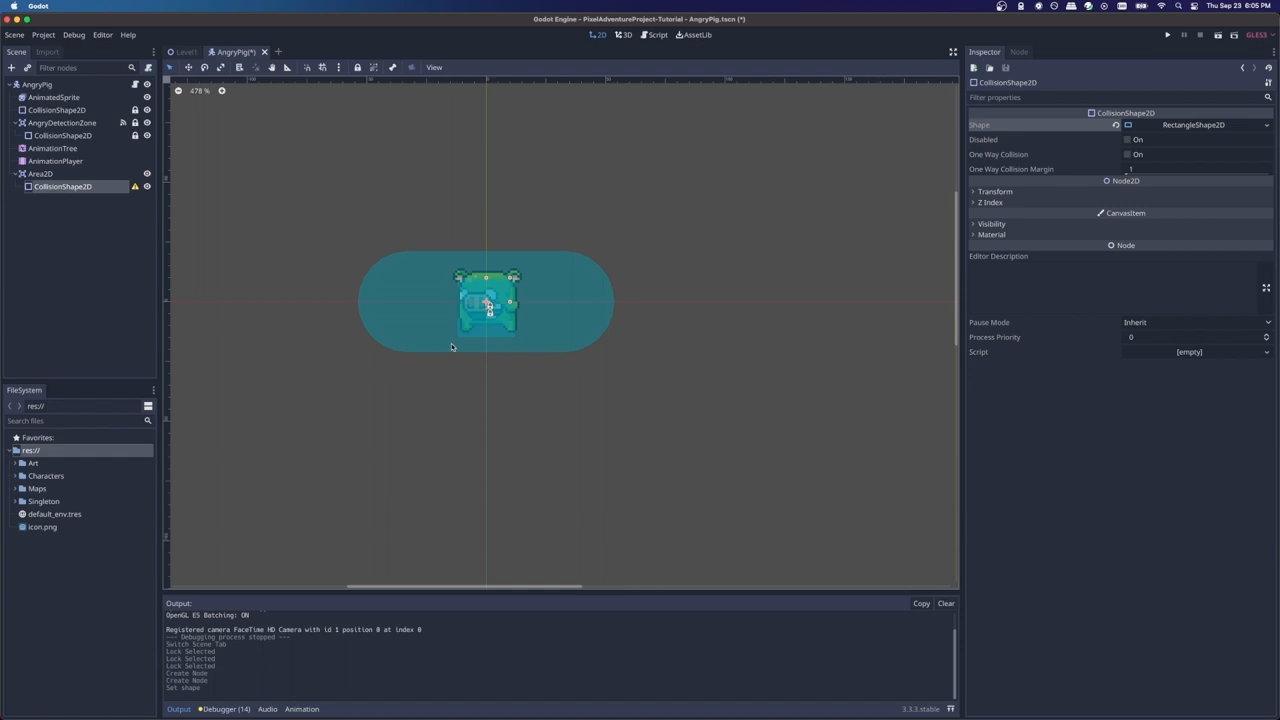 Godot
Thu Sep 23 6:05 PM
Godot Engine - PixelAdventureProject-Tutorial - AngryPig.tscn (*)
Scene Project Debug Editor Help
2D 3D Script AssetLib
GLES3
Scene Import
Level1 AngryPig(*)
Inspector Node
Filter nodes
View
CollisionShape2D
Filter properties
478 %
AngryPig
AnimatedSprite
CollisionShape2D
AngryDetectionZone
CollisionShape2D
AnimationTree
AnimationPlayer
Area2D
CollisionShape2D
CollisionShape2D
Shape RectangleShape2D
Disabled On
One Way Collision On
One Way Collision Margin 1
Node2D
Transform
Z Index
CanvasItem
Visibility
Material
Node
Editor Description
Pause Mode Inherit
Process Priority 0
Script [empty]
FileSystem
res://
Search files
Favorites:
res://
Art
Characters
Maps
Singleton
default_env.tres
icon.png
Output:
Copy Clear
OpenGL ES Batching: ON
Registered camera FaceTime HD Camera with id 1 position 0 at index 0
--- Debugging process stopped ---
Switch Scene Tab
Lock Selected
Lock Selected
Lock Selected
Create Node
Create Node
Set shape
Output Debugger (14) Audio Animation
3.3.3.stable